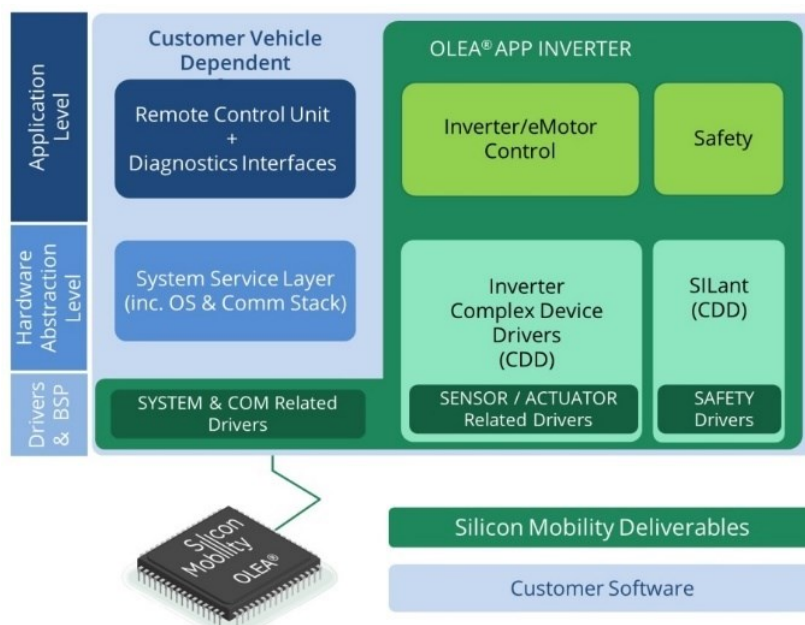 Application
Level
Hardware
Abstraction
Level
Drivers
& BSP
Customer Vehicle
Dependent
Remote Control Unit
+
Diagnostics Interfaces
System Service Layer
(inc. OS & Comm Stack)
SYSTEM & COM Related
Drivers
OLEA® APP INVERTER
Inverter/eMotor
Control
Safety
Inverter
Complex Device
Drivers
(CDD)
SILant
(CDD)
SENSOR / ACTUATOR
Related Drivers
SAFETY
Drivers
Silicon
Mobility
OLEA®
Silicon Mobility Deliverables
Customer Software